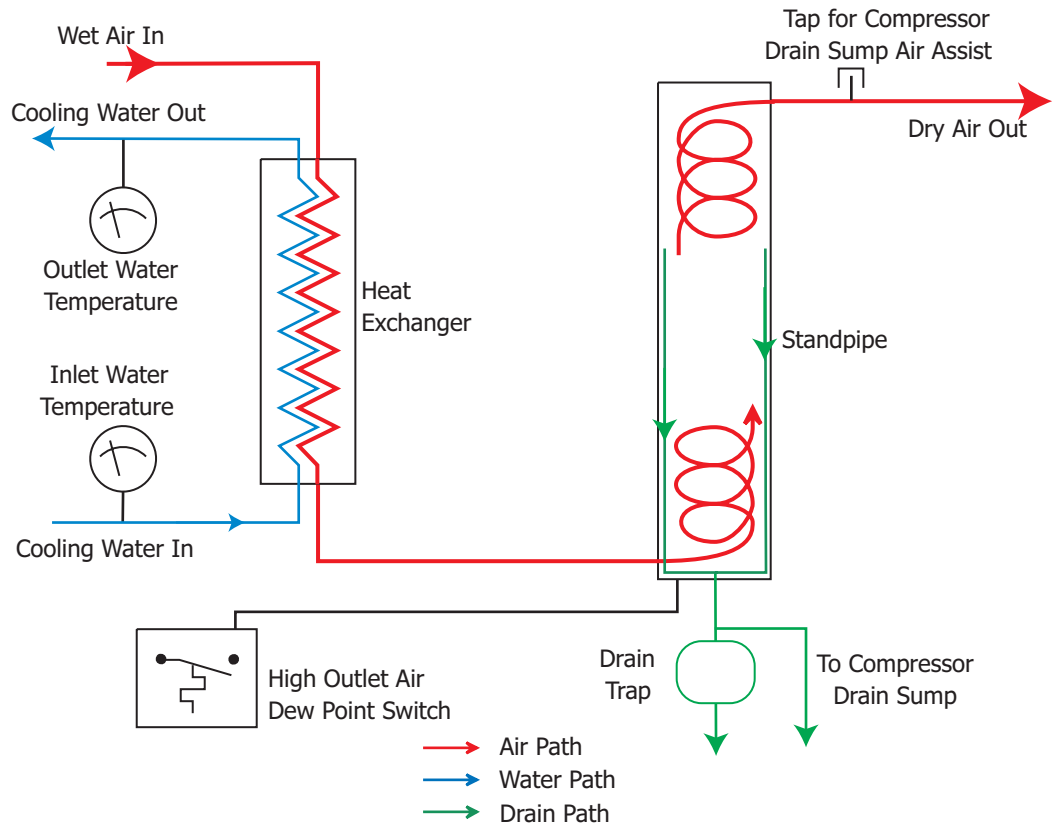 Wet Air In
Tap for Compressor
Drain Sump Air Assist
Cooling Water Out
Dry Air Out
Outlet Water
Temperature
Heat
Exchanger
Standpipe
Inlet Water
Temperature
Cooling Water In
High Outlet Air
Dew Point Switch
Drain
Trap
To Compressor
Drain Sump
Air Path
Water Path
Drain Path